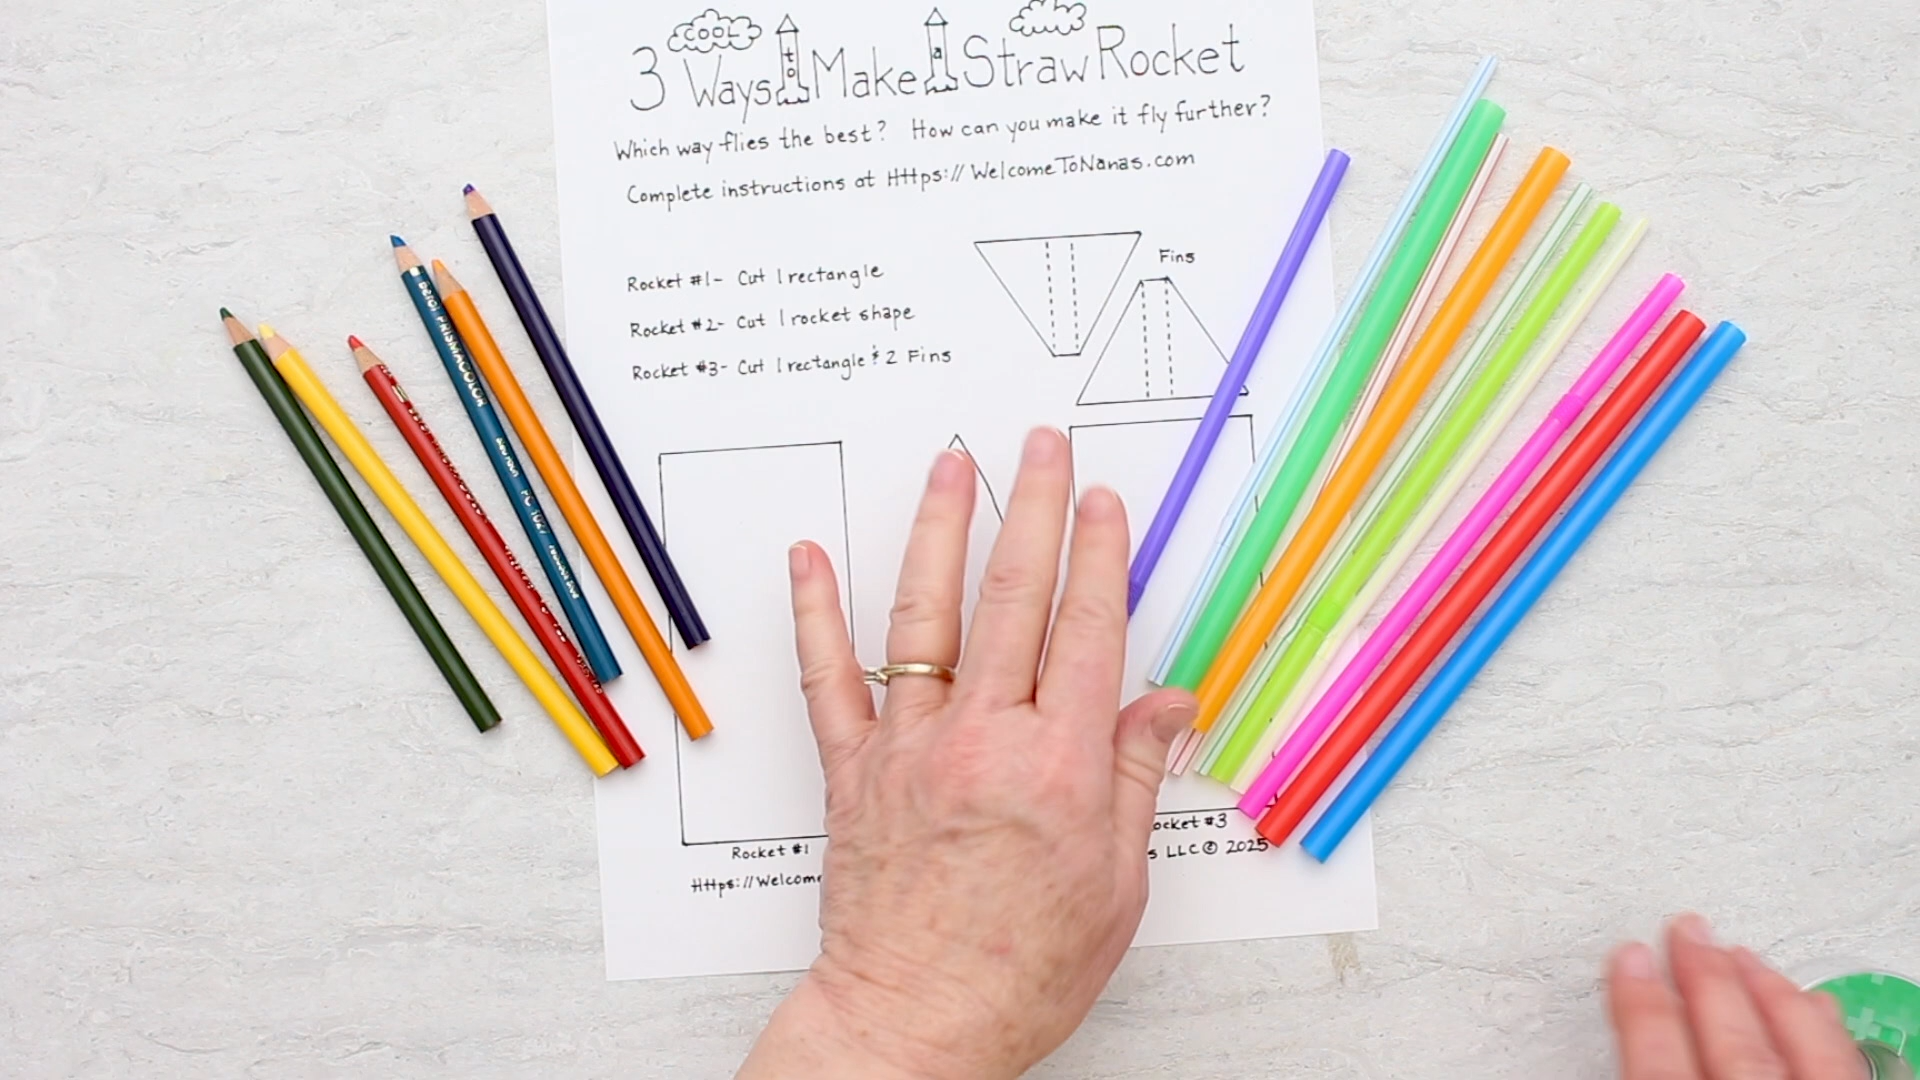 COOL
3 Ways to Make a Straw Rocket
Which way flies the best? How can you make it fly further?
Complete instructions at Https://WelcomeToNanas.com
Fins
Rocket #1- Cut 1 rectangle
Rocket #2- Cut 1 rocket shape
Rocket #3- Cut 1 rectangle & 2 Fins
Rocket #1
ocket #3
Https://Welcome
s LLC © 2025
PRISMACOLOR